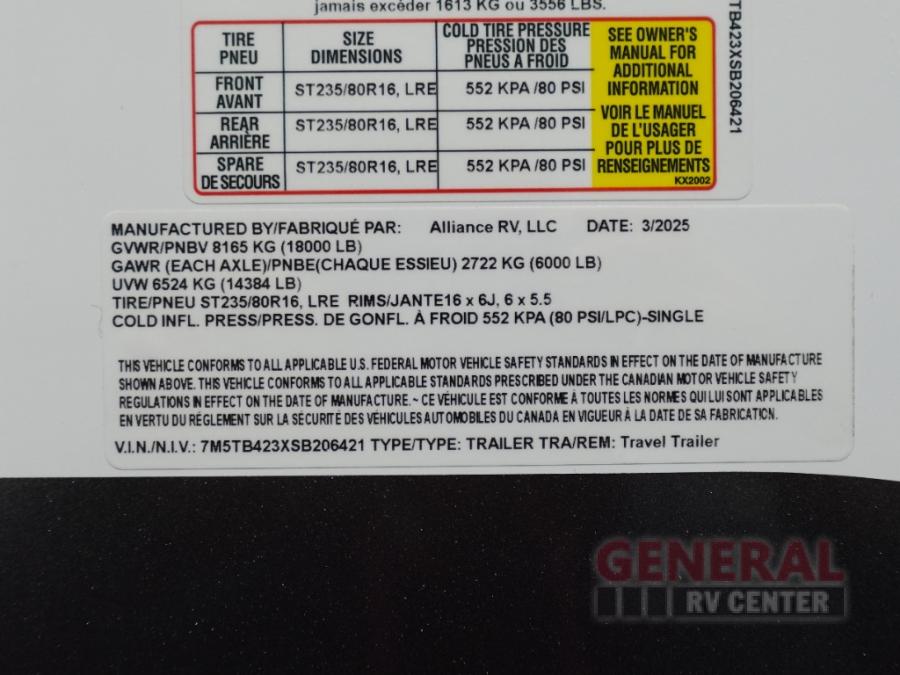 jamais excéder 1613 KG ou 3556 LBS.
TIRE PNEU SIZE DIMENSIONS COLD TIRE PRESSURE PRESSION DES PNEUS À FROID
FRONT AVANT ST235/80R16, LRE 552 KPA /80 PSI
REAR ARRIÈRE ST235/80R16, LRE 552 KPA /80 PSI
SPARE DE SECOURS ST235/80R16, LRE 552 KPA /80 PSI
SEE OWNER'S
MANUAL FOR
ADDITIONAL
INFORMATION
VOIR LE MANUEL
DE L'USAGER
POUR PLUS DE
RENSEIGNEMENTS
KX2002
TB423XSB206421
MANUFACTURED BY/FABRIQUÉ PAR: Alliance RV, LLC DATE: 3/2025
GVWR/PNBV 8165 KG (18000 LB)
GAWR (EACH AXLE)/PNBE(CHAQUE ESSIEU) 2722 KG (6000 LB)
UVW 6524 KG (14384 LB)
TIRE/PNEU ST235/80R16, LRE RIMS/JANTE16 x 6J, 6 x 5.5
COLD INFL. PRESS/PRESS. DE GONFL. À FROID 552 KPA (80 PSI/LPC)-SINGLE
THIS VEHICLE CONFORMS TO ALL APPLICABLE U.S. FEDERAL MOTOR VEHICLE SAFETY STANDARDS IN EFFECT ON THE DATE OF MANUFACTURE
SHOWN ABOVE. THIS VEHICLE CONFORMS TO ALL APPLICABLE STANDARDS PRESCRIBED UNDER THE CANADIAN MOTOR VEHICLE SAFETY
REGULATIONS IN EFFECT ON THE DATE OF MANUFACTURE.~ CE VÉHICULE EST CONFORME À TOUTES LES NORMES QUI LUI SONT APPLICABLES
EN VERTU DU RÉGLEMENT SUR LA SÉCURITÉ DES VÉHICULES AUTOMOBILES DU CANADA EN VIGUEUR À LA DATE DE SA FABRICATION.
V.I.N./N.I.V.: 7M5TB423XSB206421 TYPE/TYPE: TRAILER TRA/REM: Travel Trailer
GENERAL
RV CENTER